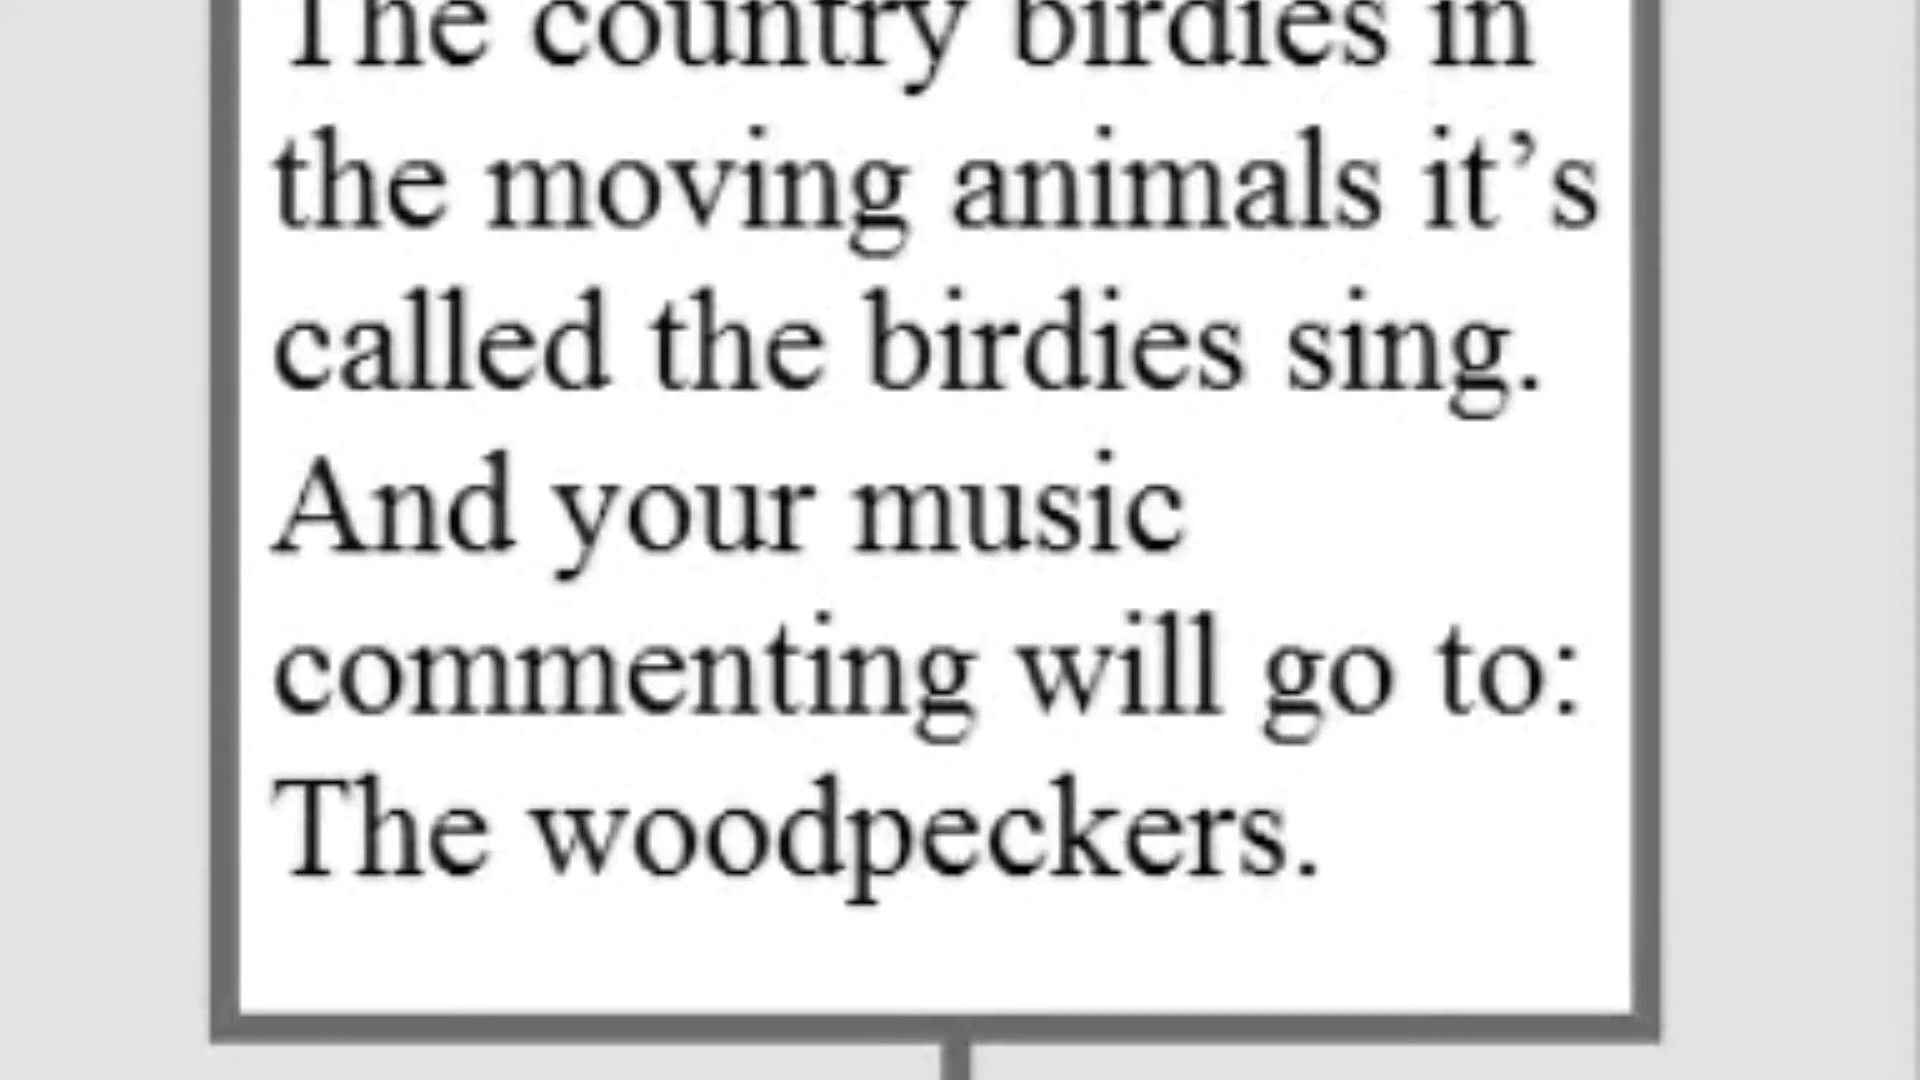 The country birdies in
the moving animals it’s
called the birdies sing.
And your music
commenting will go to:
The woodpeckers.